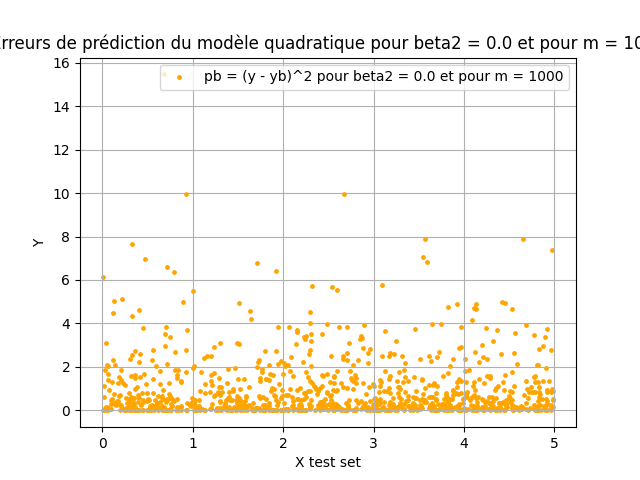 rreurs de prédiction du modèle quadratique pour beta2 = 0.0 et pour m = 10
pb = (y - yb)^2 pour beta2 = 0.0 et pour m = 1000
16
14
12
10
8
6
4
2
0
Y
0 1 2 3 4 5
X test set